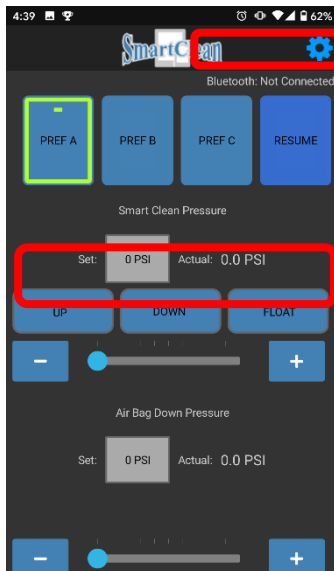 4:39 62%
SmartClean
Bluetooth: Not Connected
PREF A PREF B PREF C RESUME
Smart Clean Pressure
Set: 0 PSI Actual: 0.0 PSI
UP DOWN FLOAT
− +
Air Bag Down Pressure
Set: 0 PSI Actual: 0.0 PSI
− +